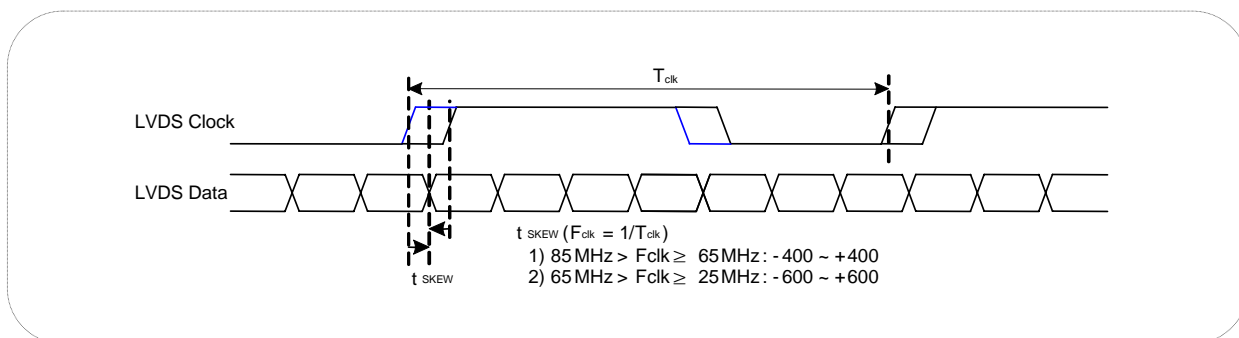 Tclk
LVDS Clock
LVDS Data
t SKEW (Fclk = 1/Tclk)
1) 85MHz > Fclk ≥ 65MHz : -400 ~ +400
2) 65MHz > Fclk ≥ 25MHz : -600 ~ +600
t SKEW